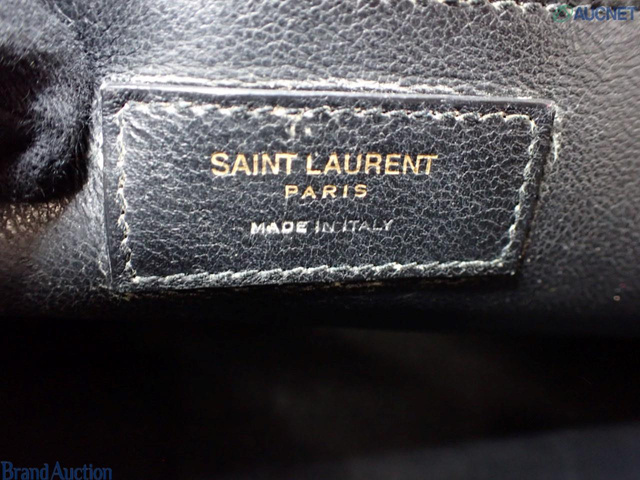 AUCNET
SAINT LAURENT
PARIS
MADE IN ITALY
Brand Auction